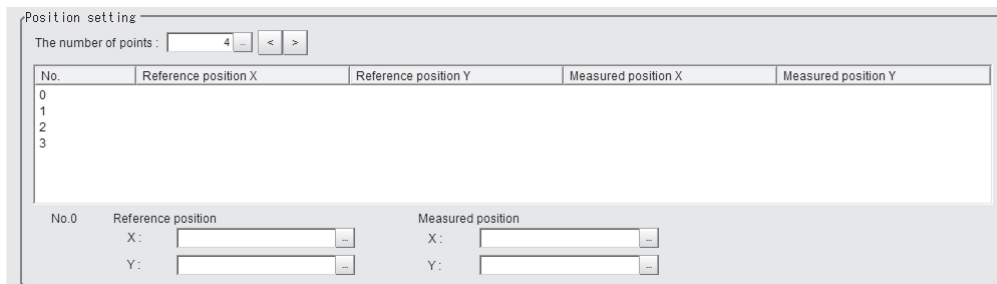 Position setting
The number of points : 4 ... < >
No. Reference position X Reference position Y Measured position X Measured position Y
0
1
2
3
No.0 Reference position Measured position
X : ... X : ...
Y : ... Y : ...